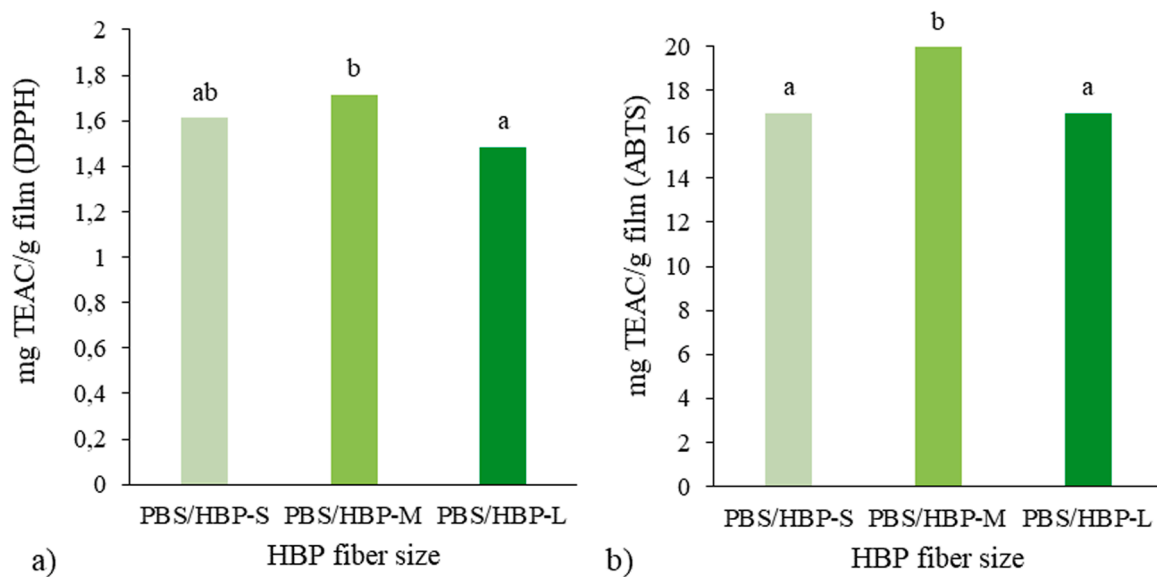 mg TEAC/g film (DPPH)
2
1,8
1,6
1,4
1,2
1
0,8
0,6
0,4
0,2
0
ab
b
a
PBS/HBP-S PBS/HBP-M PBS/HBP-L
HBP fiber size
a)
mg TEAC/g film (ABTS)
20
18
16
14
12
10
8
6
4
2
0
a
b
a
PBS/HBP-S PBS/HBP-M PBS/HBP-L
HBP fiber size
b)